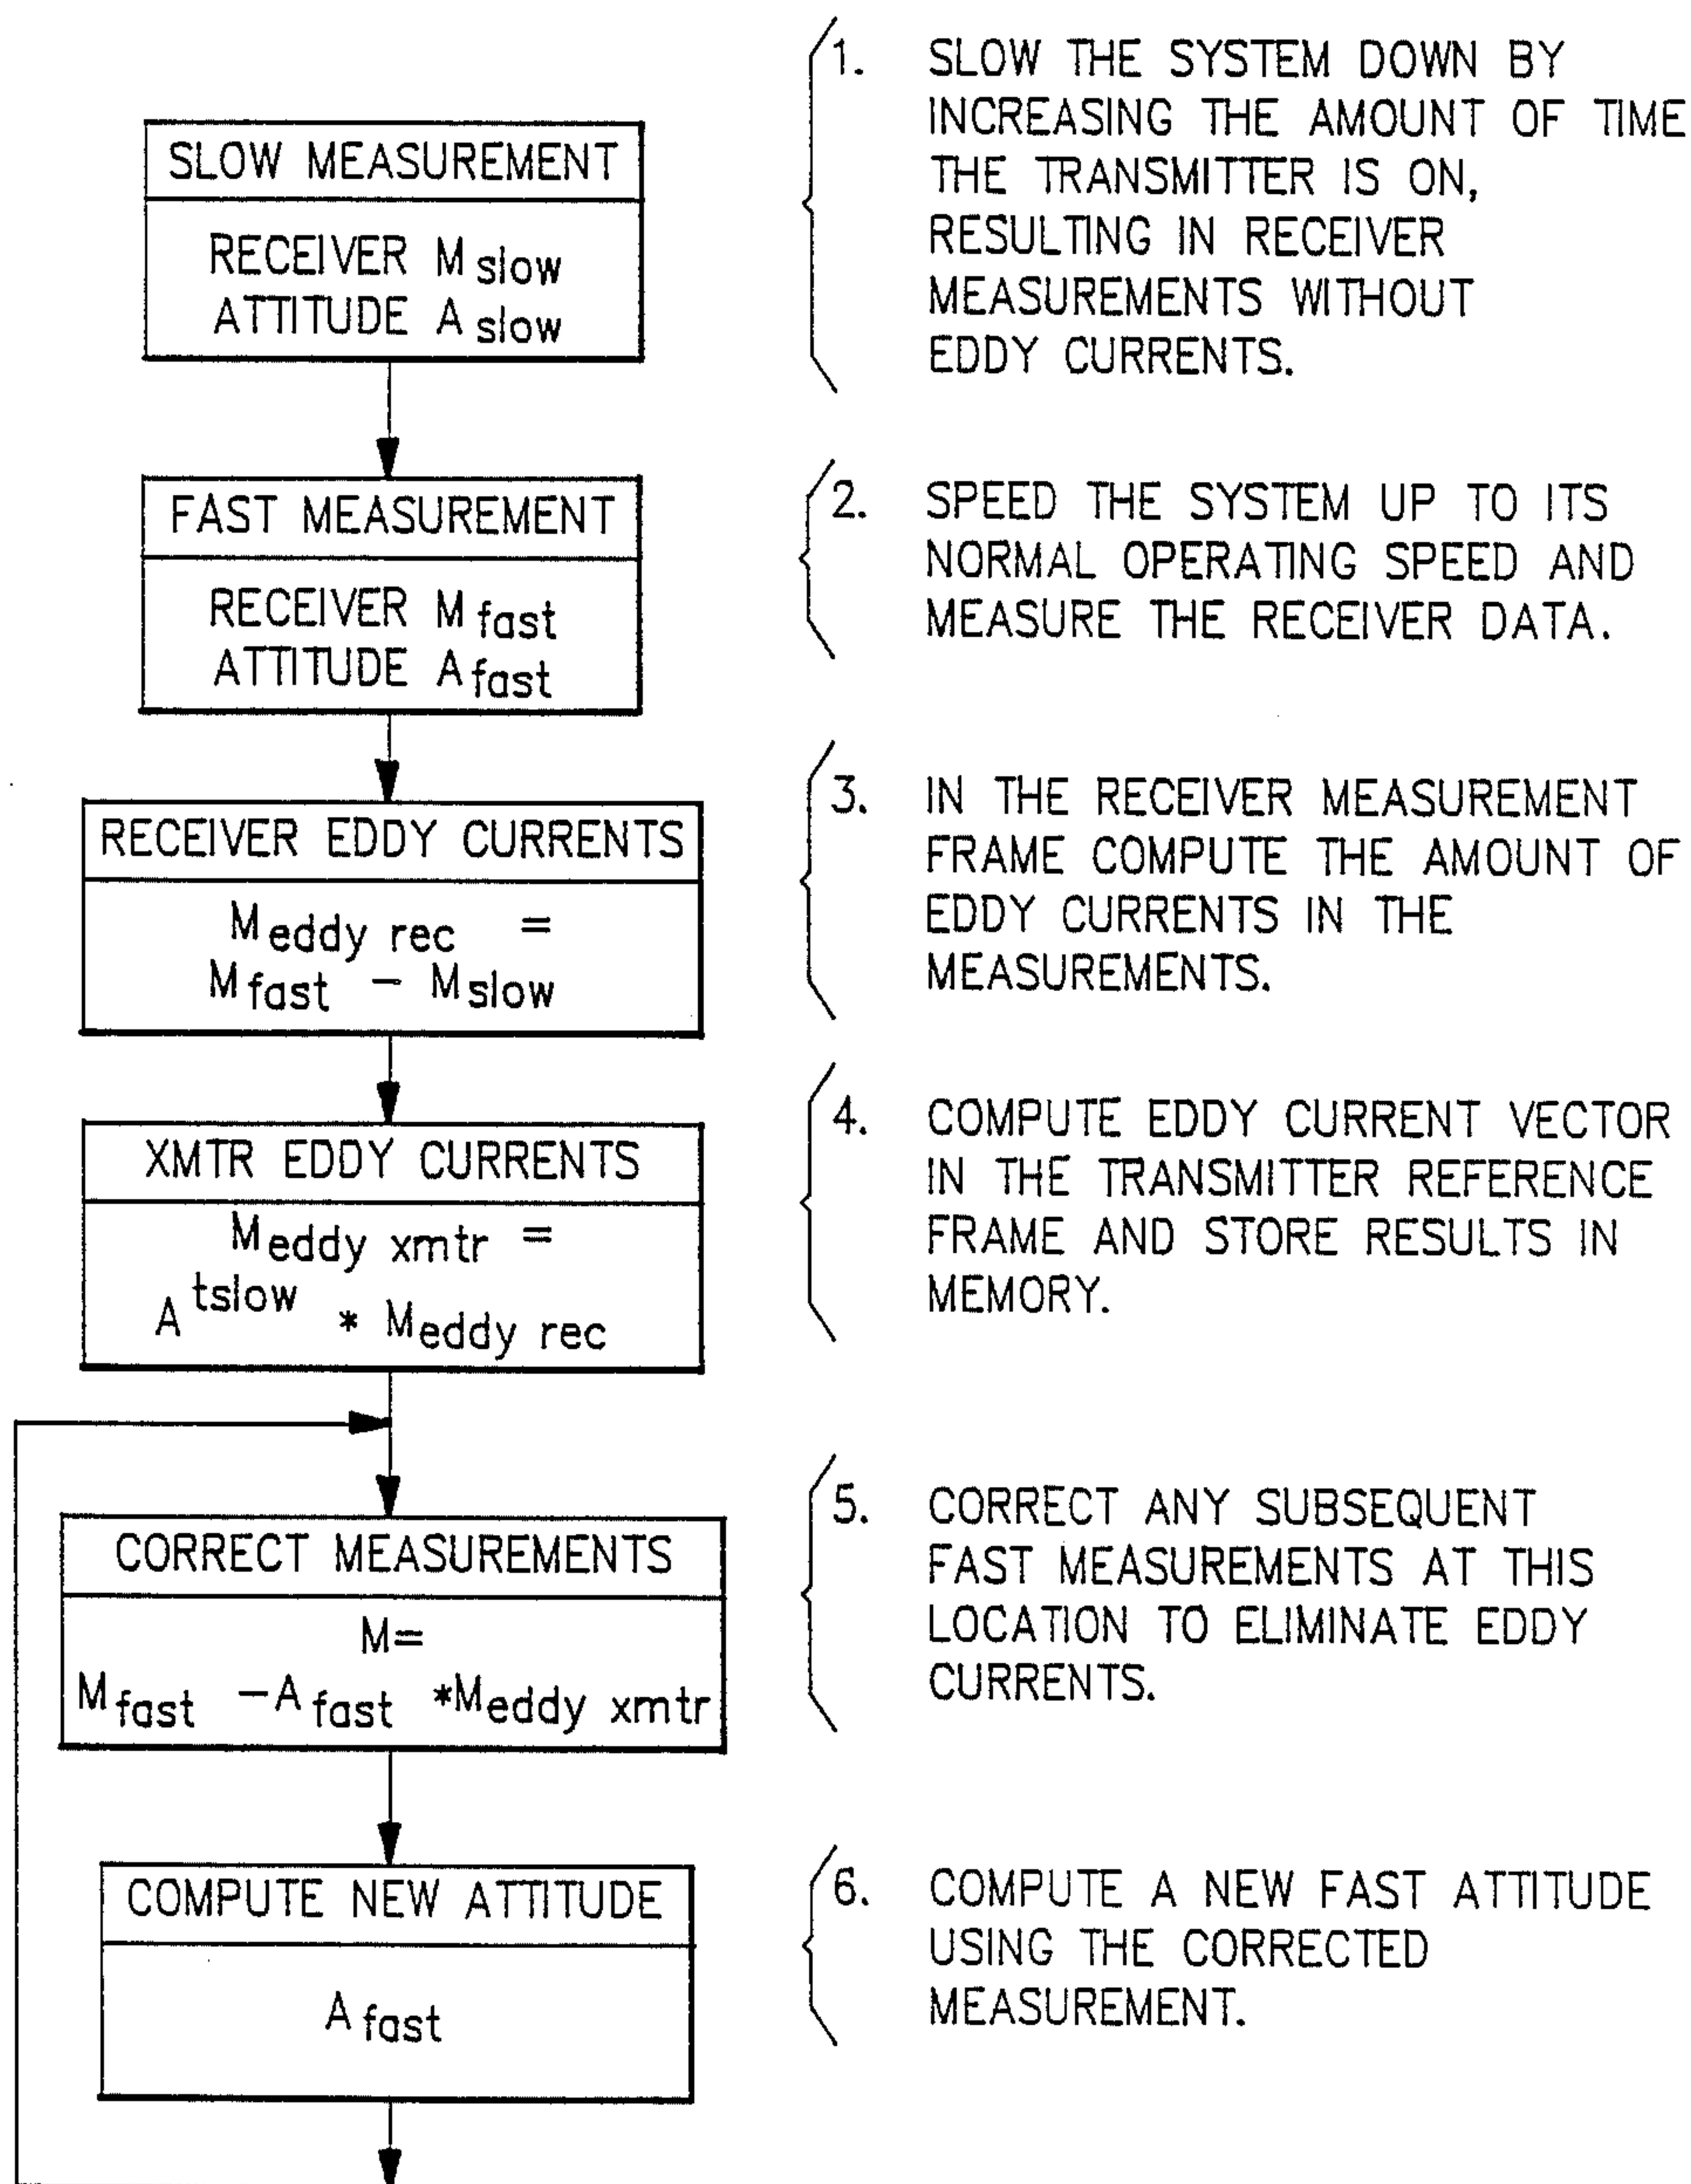 SLOW MEASUREMENT
RECEIVER M slow
ATTITUDE A slow
1. SLOW THE SYSTEM DOWN BY
INCREASING THE AMOUNT OF TIME
THE TRANSMITTER IS ON,
RESULTING IN RECEIVER
MEASUREMENTS WITHOUT
EDDY CURRENTS.
FAST MEASUREMENT
RECEIVER M fast
ATTITUDE A fast
2. SPEED THE SYSTEM UP TO ITS
NORMAL OPERATING SPEED AND
MEASURE THE RECEIVER DATA.
RECEIVER EDDY CURRENTS
M eddy rec =
M fast - M slow
3. IN THE RECEIVER MEASUREMENT
FRAME COMPUTE THE AMOUNT OF
EDDY CURRENTS IN THE
MEASUREMENTS.
XMTR EDDY CURRENTS
M eddy xmtr =
A tslow * M eddy rec
4. COMPUTE EDDY CURRENT VECTOR
IN THE TRANSMITTER REFERENCE
FRAME AND STORE RESULTS IN
MEMORY.
CORRECT MEASUREMENTS
M=
M fast -A fast *M eddy xmtr
5. CORRECT ANY SUBSEQUENT
FAST MEASUREMENTS AT THIS
LOCATION TO ELIMINATE EDDY
CURRENTS.
COMPUTE NEW ATTITUDE
A fast
6. COMPUTE A NEW FAST ATTITUDE
USING THE CORRECTED
MEASUREMENT.